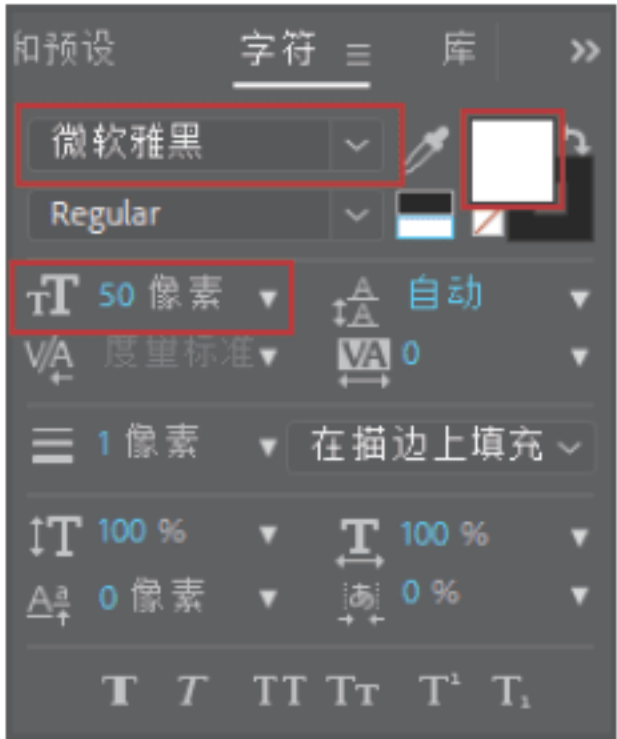 和预设 字符 库
微软雅黑
Regular
50 像素 自动
度量标准 0
1 像素 在描边上填充
100 % 100 %
0 像素 0 %
T T TT Tт T¹ T₁